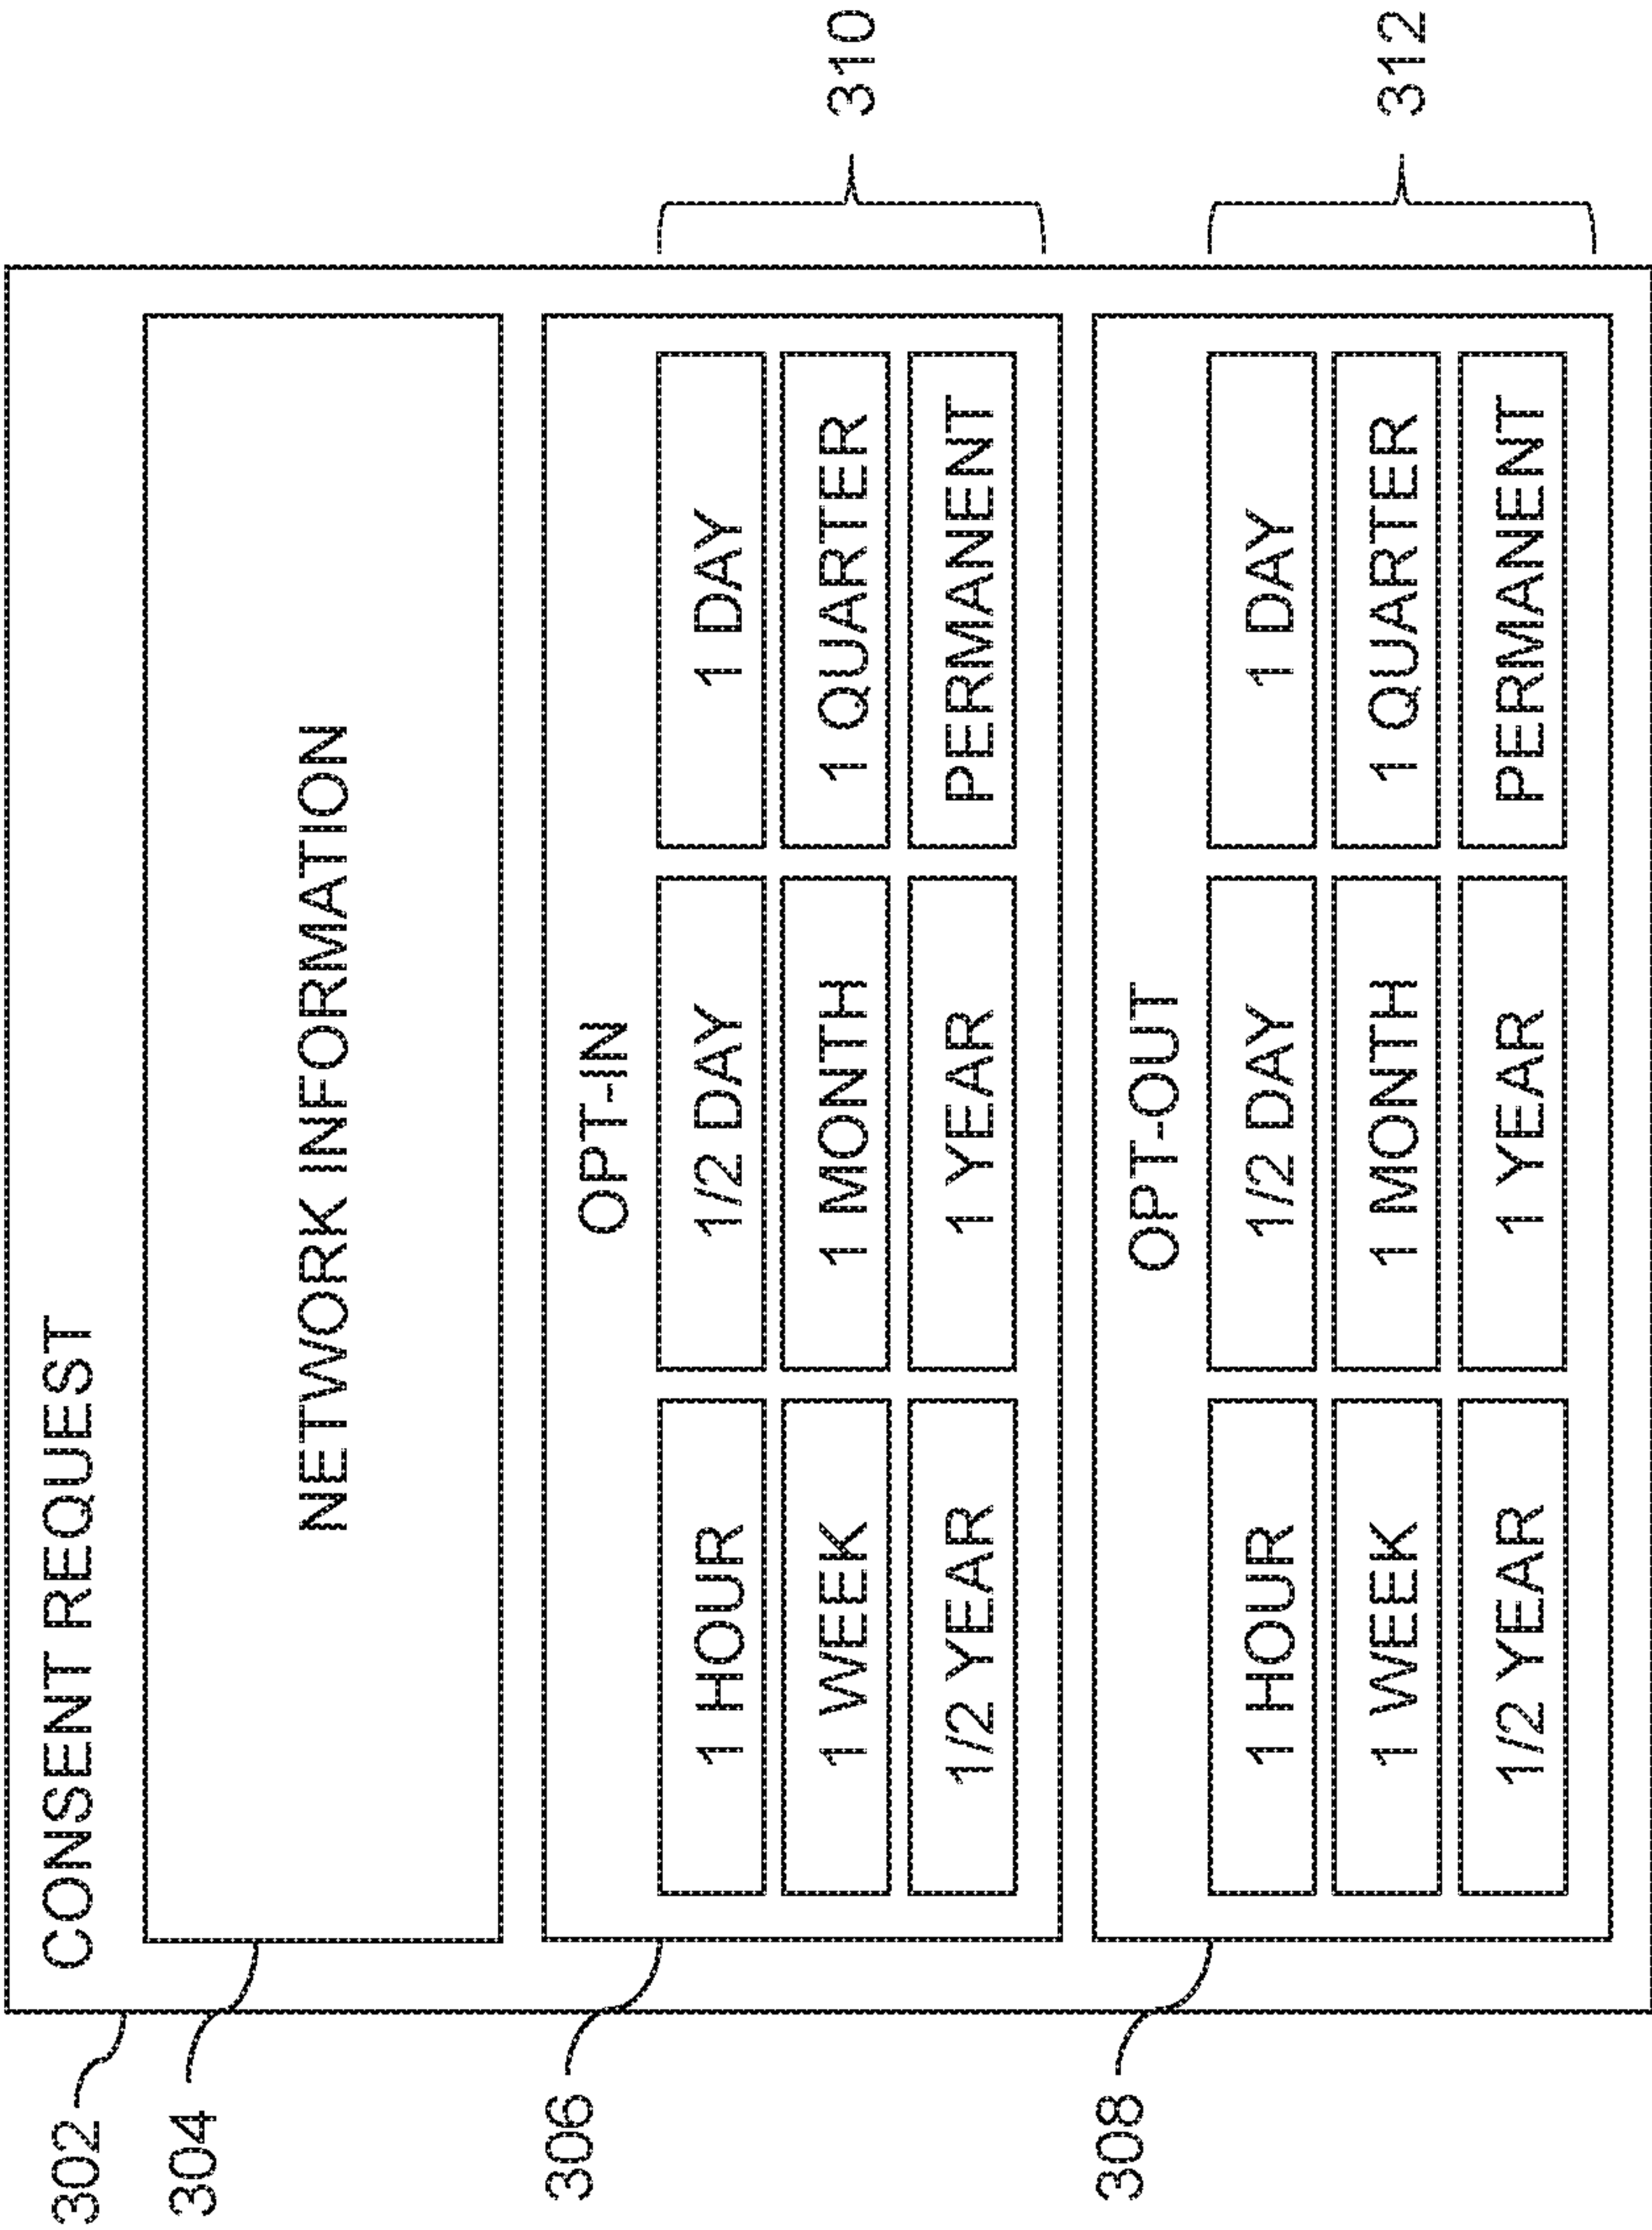 302
CONSENT REQUEST
304
NETWORK INFORMATION
306
OPT-IN
1 HOUR 1/2 DAY 1 DAY
1 WEEK 1 MONTH 1 QUARTER
1/2 YEAR 1 YEAR PERMANENT
310
308
OPT-OUT
1 HOUR 1/2 DAY 1 DAY
1 WEEK 1 MONTH 1 QUARTER
1/2 YEAR 1 YEAR PERMANENT
312